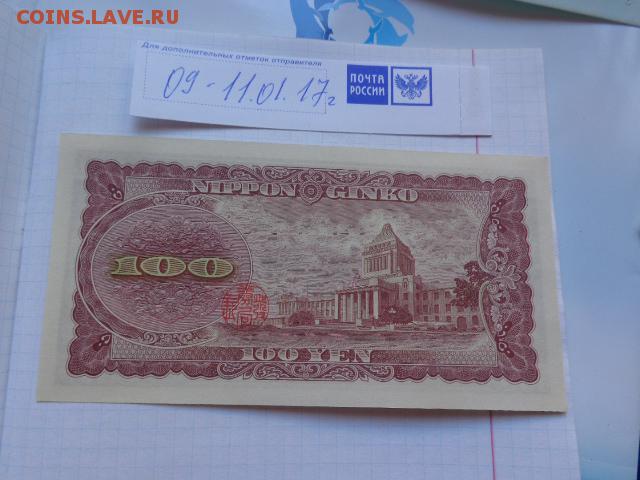 COINS.LAVE.RU
Для дополнительных отметок отправителя
09-11.01.17г
ПОЧТА
РОССИИ
NIPPON GINKO
100
100 YEN